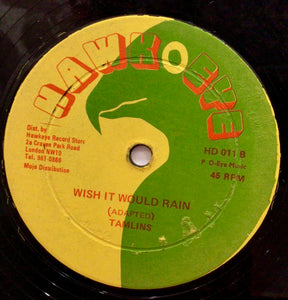 HAWKEYE
Dist. by
Hawkeye Record Store
2a Craven Park Road
London NW10
Tel. 961-0866
Mojo Distribution
HD 011 B
P O-Eye Music
45 RPM
WISH IT WOULD RAIN
(ADAPTED)
TAMLINS